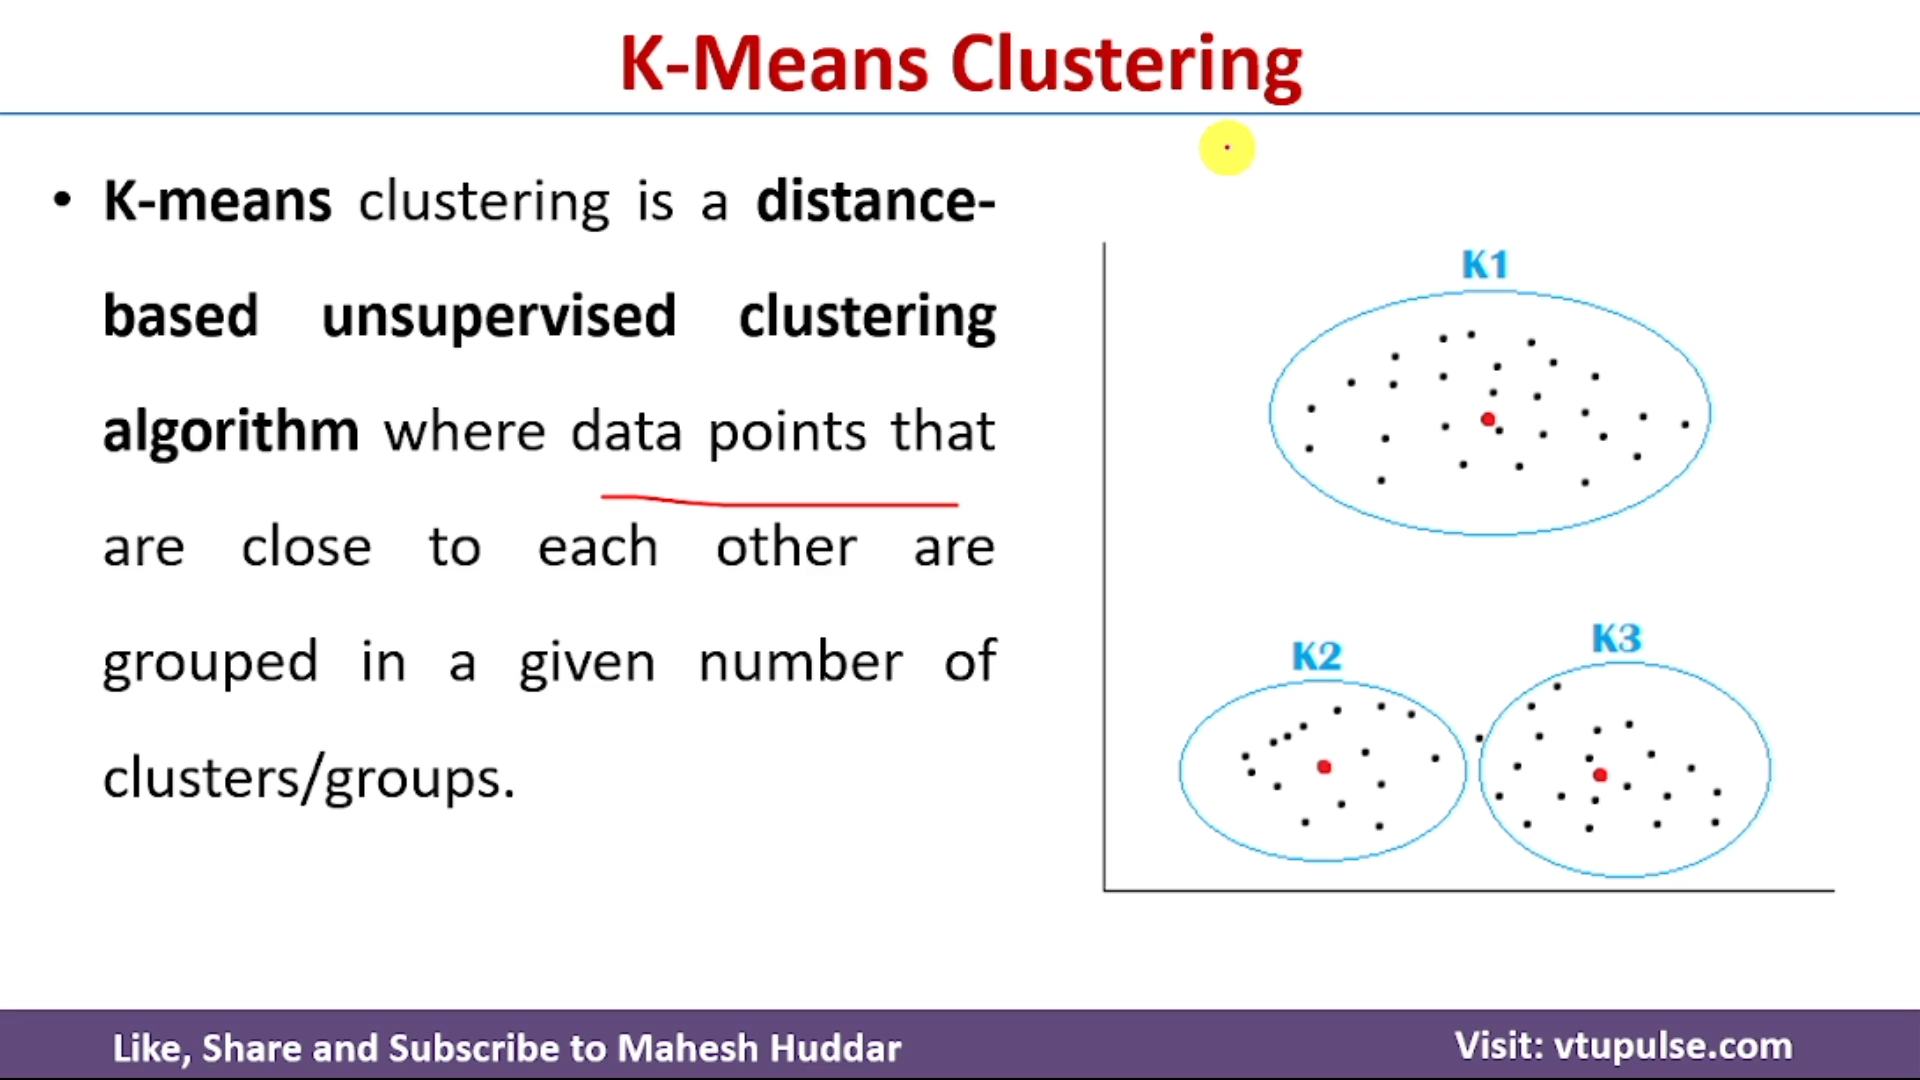 K-Means Clustering
• K-means clustering is a distance-
based unsupervised clustering
algorithm where data points that
are close to each other are
grouped in a given number of
clusters/groups.
K1
K2
K3
Like, Share and Subscribe to Mahesh Huddar
Visit: vtupulse.com